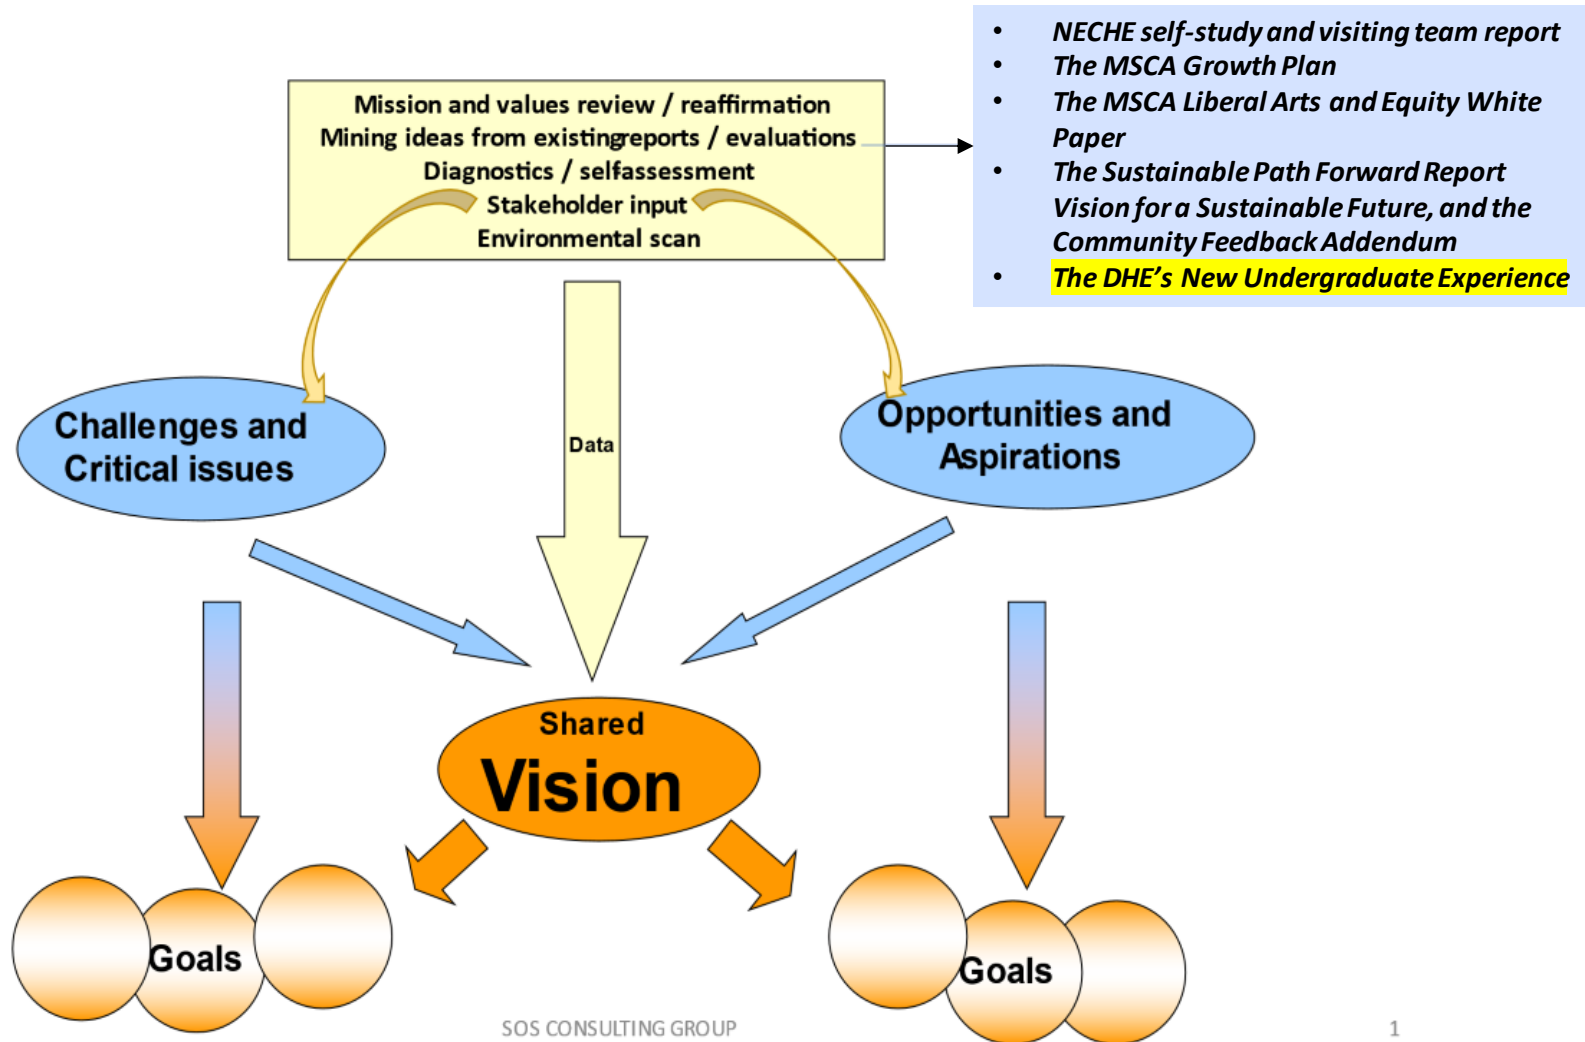 Mission and values review / reaffirmation
Mining ideas from existingreports / evaluations
Diagnostics / selfassessment
Stakeholder input
Environmental scan
• NECHE self-study and visiting team report
• The MSCA Growth Plan
• The MSCA Liberal Arts and Equity White
Paper
• The Sustainable Path Forward Report
Vision for a Sustainable Future, and the
Community Feedback Addendum
• The DHE's New Undergraduate Experience
Challenges and
Critical issues
Data
Opportunities and
Aspirations
Shared
Vision
Goals
Goals
SOS CONSULTING GROUP
1